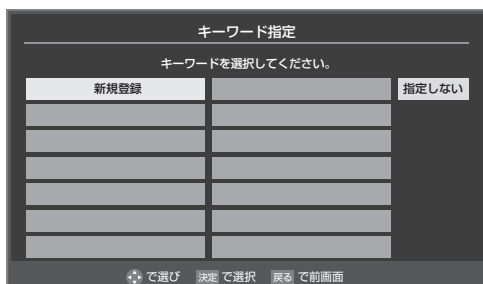 キーワード指定
キーワードを選択してください。
新規登録 指定しない
で選び 決定 で選択 戻る で前画面